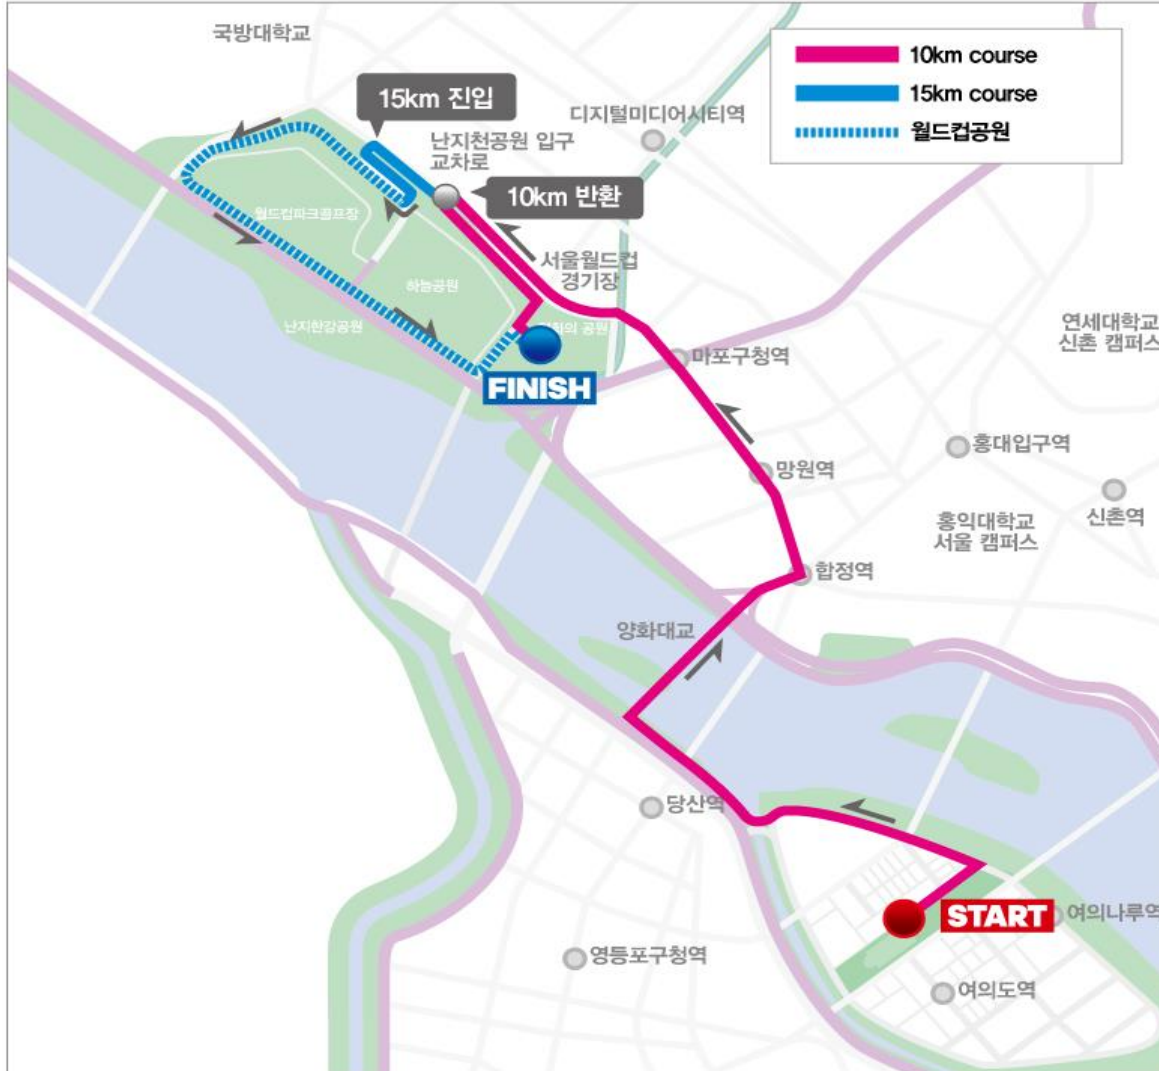 국방대학교
10km course
15km course
월드컵공원
15km 진입
디지털미디어시티역
난지천공원 입구
교차로
10km 반환
월드컵파크골프장
서울월드컵
경기장
하늘공원
난지한강공원
의 공원
연세대학교
신촌 캠퍼스
마포구청역
FINISH
홍대입구역
망원역
신촌역
홍익대학교
서울 캠퍼스
합정역
양화대교
당산역
START
여의나루역
영등포구청역
여의도역